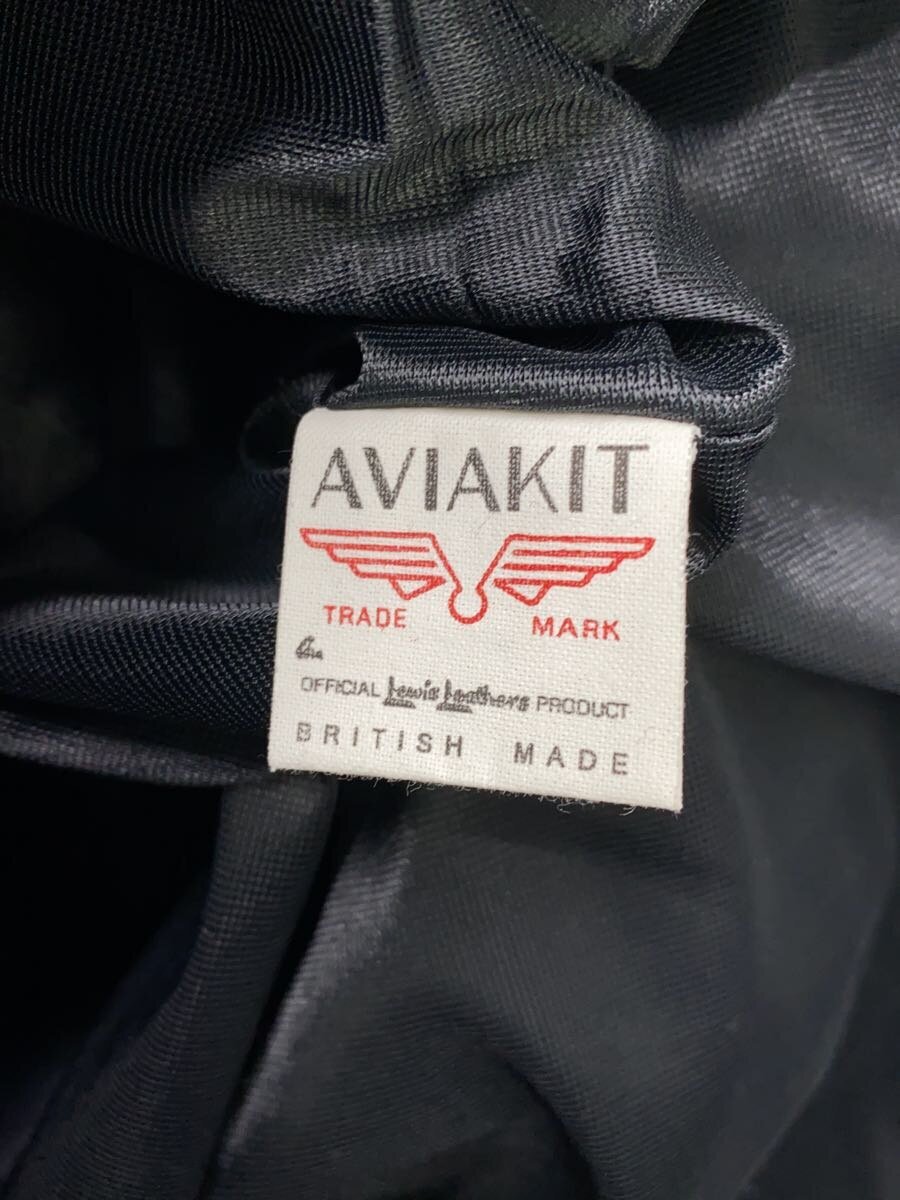 AVIAKIT
TRADE MARK
OFFICIAL Lewis Leathers PRODUCT
BRITISH MADE